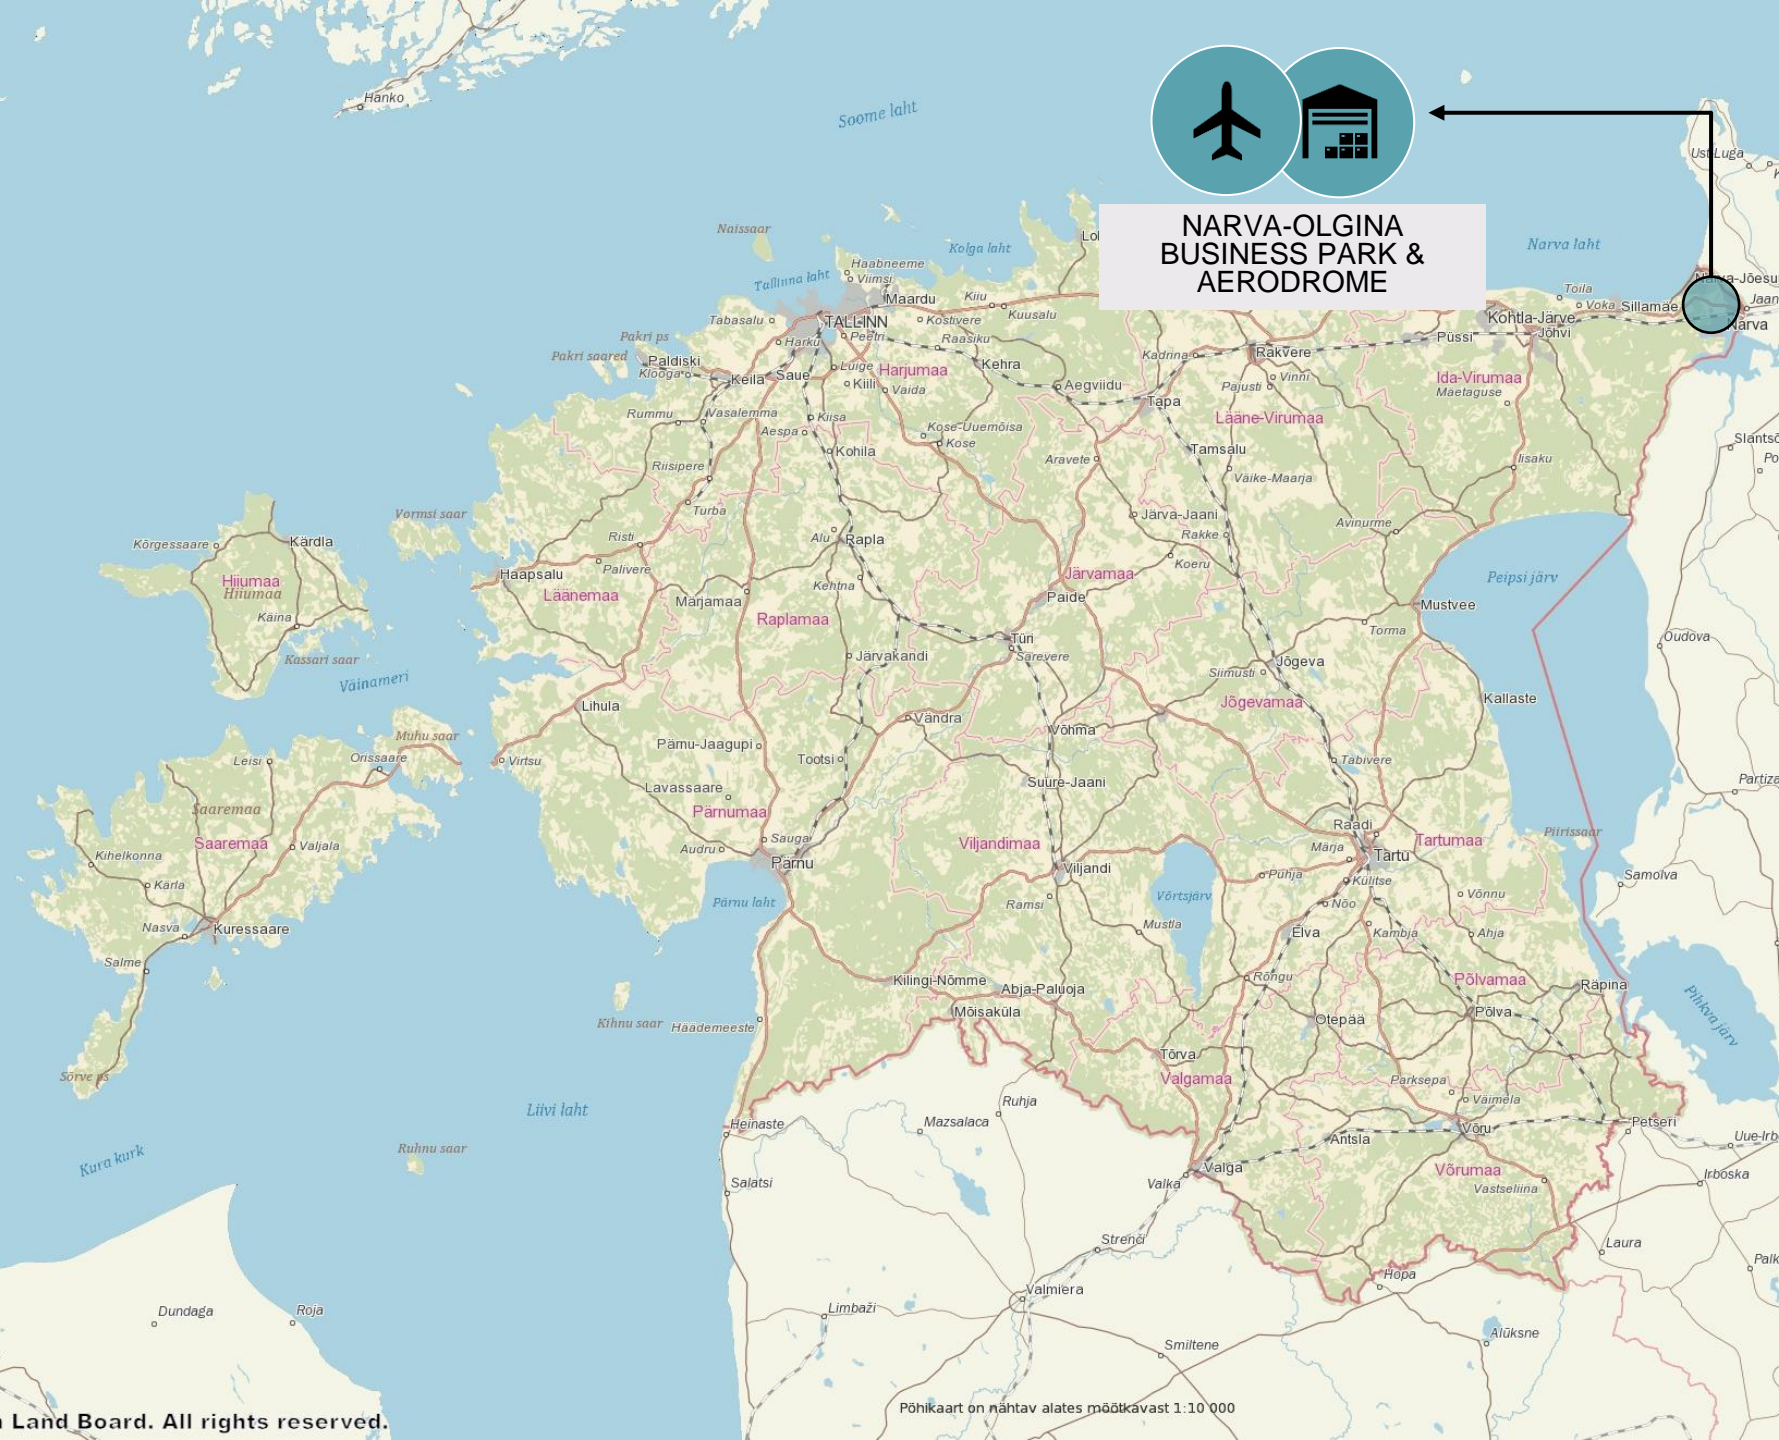 Hanko
Soome laht
NARVA-OLGINA
BUSINESS PARK &
AERODROME
Ust-Luga
Naissaar
Kolga laht
Narva laht
Haabneeme
Viimsi
Tallinna laht
Maardu
Kiiu
Kuusalu
Toila
Voka
Sillamäe
Narva
Tabasalu
TALLINN
Kostivere
Kohtla-Järve
Jõhvi
Pakri ps
Harku
Peetri
Raasiku
Püssi
Pakri saared
Paldiski
Klooga
Keila
Saue
Luige
Kiili
Harjumaa
Vaida
Kehra
Aegviidu
Kadrina
Rakvere
Vinni
Pajusti
Ida-Virumaa
Maetaguse
Rummu
Vasalemma
Kiisa
Aespa
Kose-Uuemõisa
Kose
Tapa
Lääne-Virumaa
Kohila
Riisipere
Aravete
Tamsalu
Iisaku
Väike-Maarja
Turba
Vormsi saar
Järva-Jaani
Avinurme
Rakke
Kõrgessaare
Kärdla
Risti
Alu
Rapla
Koeru
Hiiumaa
Hiiumaa
Haapsalu
Palivere
Läänemaa
Kehtna
Järvamaa
Peipsi järv
Käina
Märjamaa
Raplamaa
Paide
Mustvee
Torma
Oudova
Kassari saar
Türi
Särevere
Järvakandi
Väinameri
Siimusti
Jõgeva
Jõgevamaa
Kallaste
Lihula
Vändra
Võhma
Muhu saar
Pärnu-Jaagupi
Leisi
Orissaare
Virtsu
Tootsi
Tabivere
Suure-Jaani
Lavassaare
Saaremaa
Saaremaa
Pärnumaa
Raadi
Piirissaar
Valjala
Audru
Sauga
Viljandimaa
Märja
Tartumaa
Kihelkonna
Pärnu
Tartu
Viljandi
Kärla
Puhja
Külitse
Samolva
Pärnu laht
Ramsi
Võrtsjärv
Nõo
Võnnu
Nasva
Kuressaare
Mustla
Elva
Kambja
Ahja
Salme
Kilingi-Nõmme
Abja-Paluoja
Rõngu
Põlvamaa
Räpina
Kihnu saar
Häädemeeste
Mõisaküla
Otepää
Põlva
Pihkva järv
Sõrve ps
Tõrva
Valgamaa
Parksepa
Väimela
Liivi laht
Ruhja
Heinaste
Mazsalaca
Petseri
Võru
Antsla
Uue-Irb
Kura kurk
Ruhnu saar
Salatsi
Valga
Valka
Võrumaa
Vastseliina
Irboska
Strenči
Laura
Hopa
Valmiera
Dundaga
Roja
Limbaži
Smiltene
Alūksne
Land Board. All rights reserved.
Põhikaart on nähtav alates mõõtkavast 1:10 000